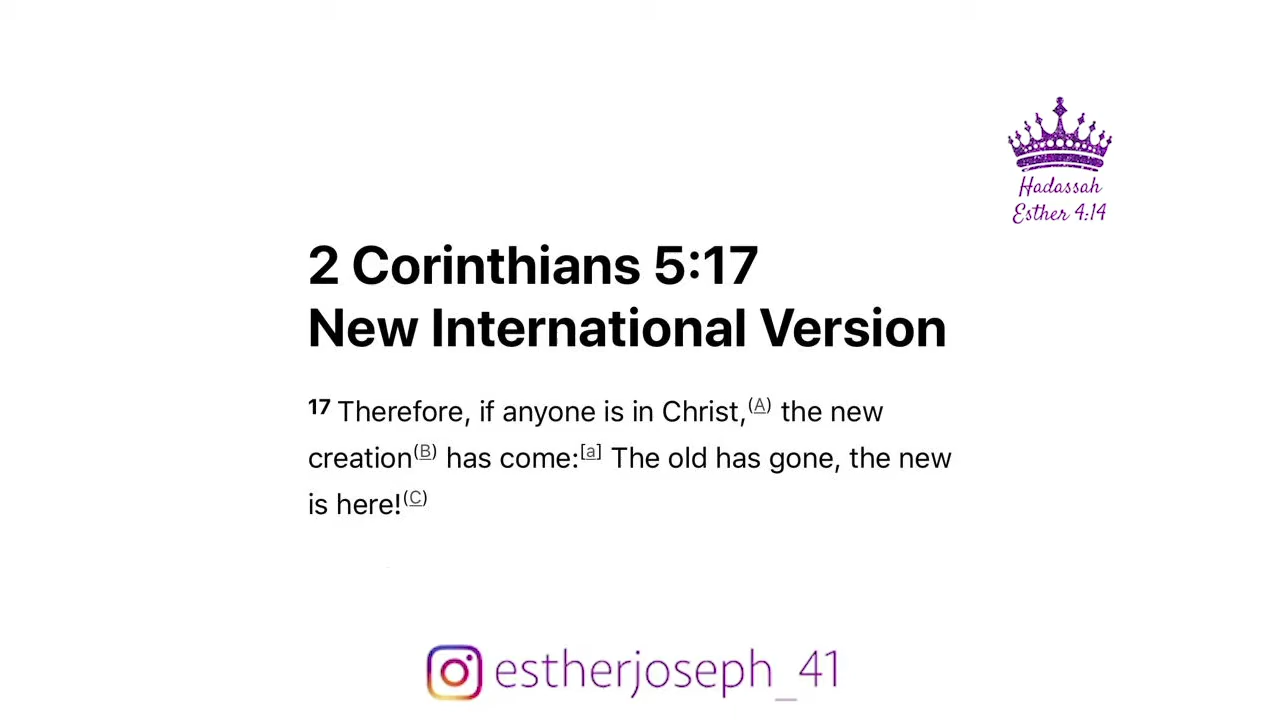 Hadassah
Esther 4:14
2 Corinthians 5:17
New International Version
17 Therefore, if anyone is in Christ,(A) the new
creation(B) has come:[a] The old has gone, the new
is here!(C)
estherjoseph_41